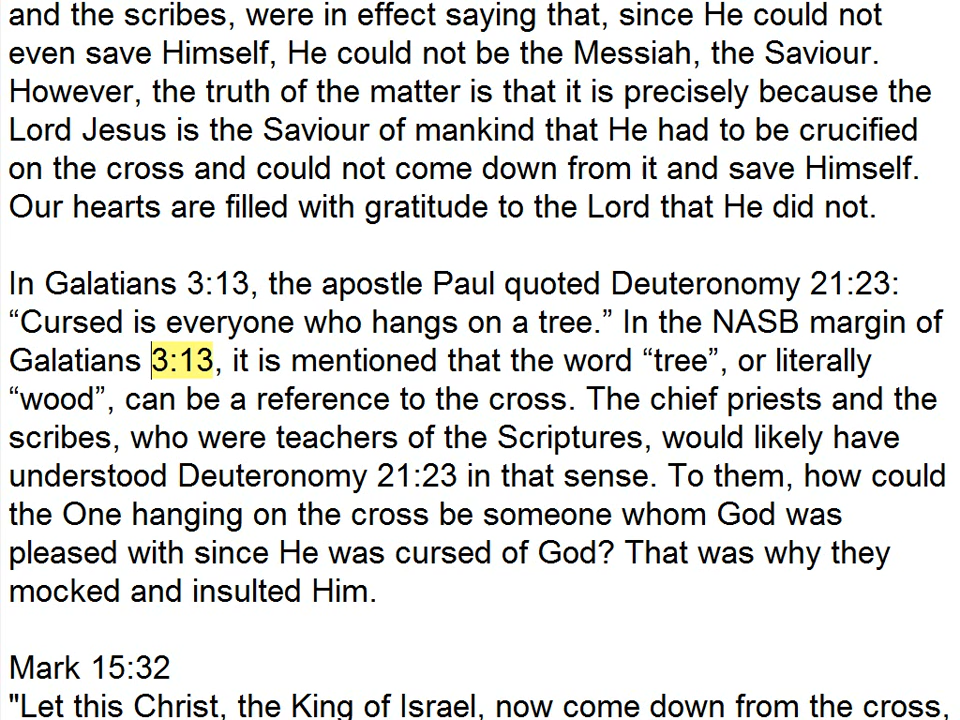 and the scribes, were in effect saying that, since He could not
even save Himself, He could not be the Messiah, the Saviour.
However, the truth of the matter is that it is precisely because the
Lord Jesus is the Saviour of mankind that He had to be crucified
on the cross and could not come down from it and save Himself.
Our hearts are filled with gratitude to the Lord that He did not.
In Galatians 3:13, the apostle Paul quoted Deuteronomy 21:23:
“Cursed is everyone who hangs on a tree.” In the NASB margin of
Galatians 3:13, it is mentioned that the word “tree”, or literally
“wood”, can be a reference to the cross. The chief priests and the
scribes, who were teachers of the Scriptures, would likely have
understood Deuteronomy 21:23 in that sense. To them, how could
the One hanging on the cross be someone whom God was
pleased with since He was cursed of God? That was why they
mocked and insulted Him.
Mark 15:32
"Let this Christ, the King of Israel, now come down from the cross,